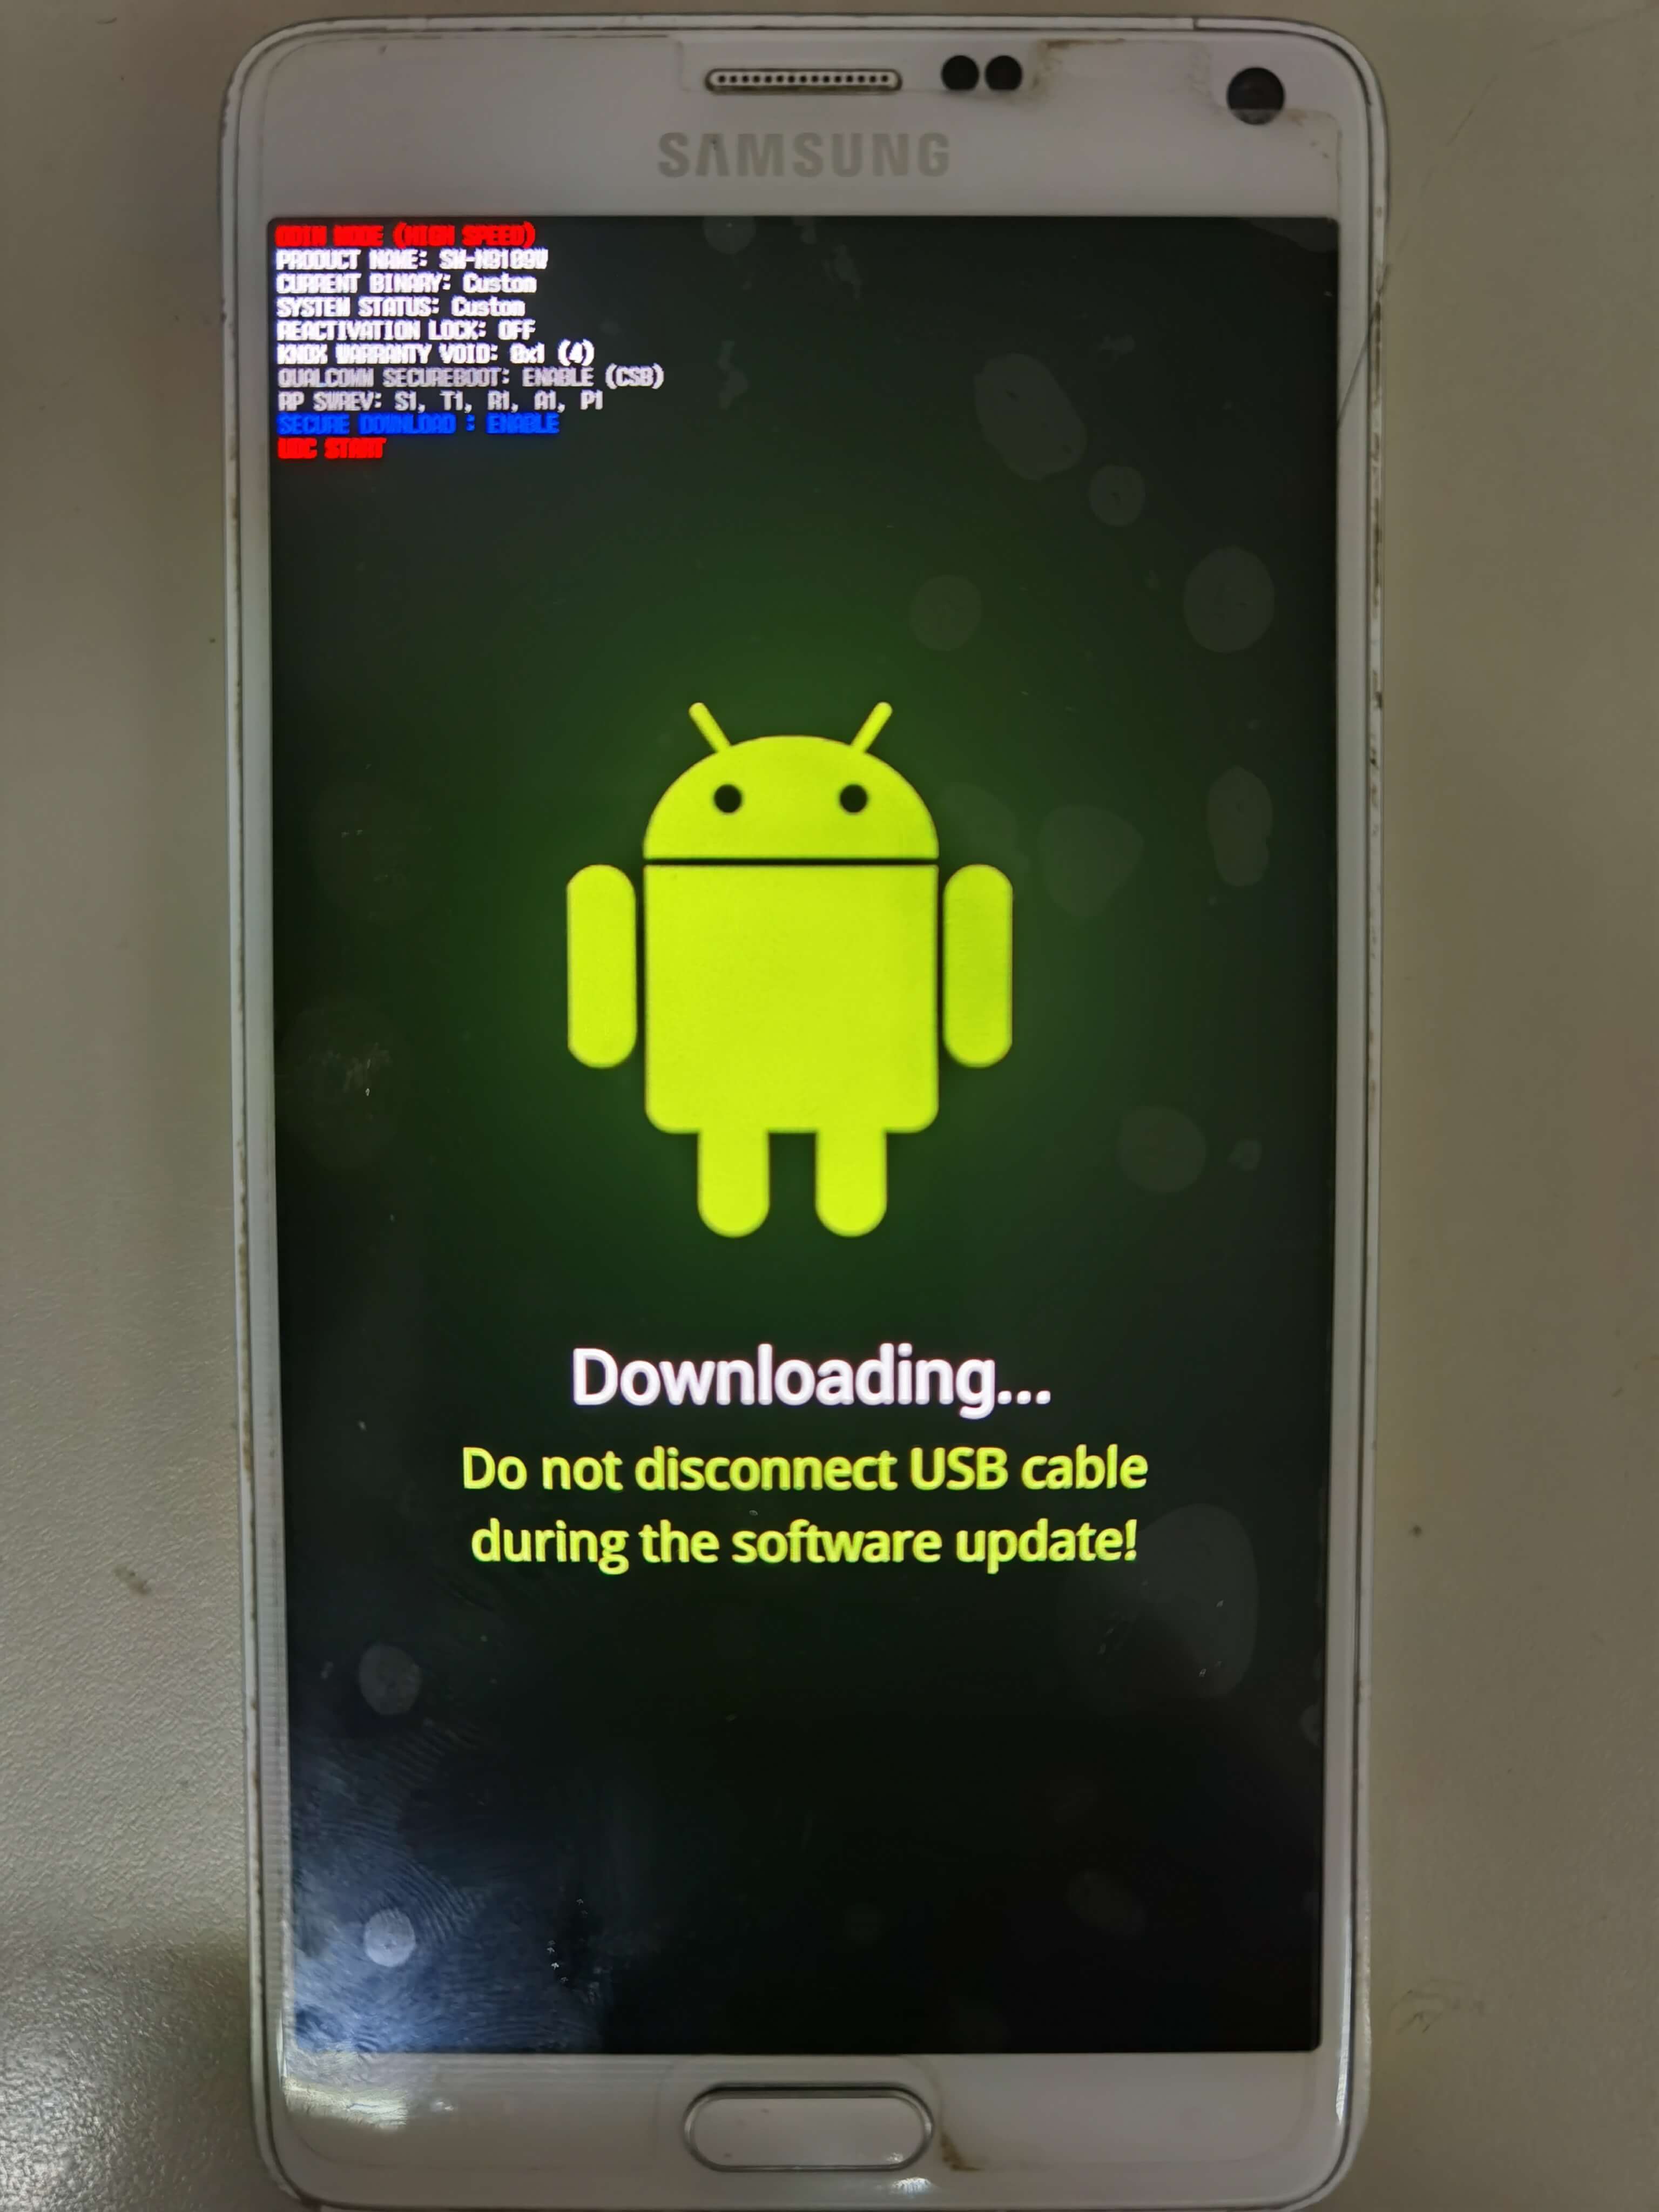 SAMSUNG
ODIN MODE (HIGH SPEED)
PRODUCT NAME: SM-N9109W
CURRENT BINARY: Custom
SYSTEM STATUS: Custom
REACTIVATION LOCK: OFF
KNOX WARRANTY VOID: 0x1 (4)
QUALCOMM SECUREBOOT: ENABLE (CSB)
RP SWREV: S1, T1, R1, A1, P1
SECURE DOWNLOAD : ENABLE
UDC START
Downloading...
Do not disconnect USB cable
during the software update!